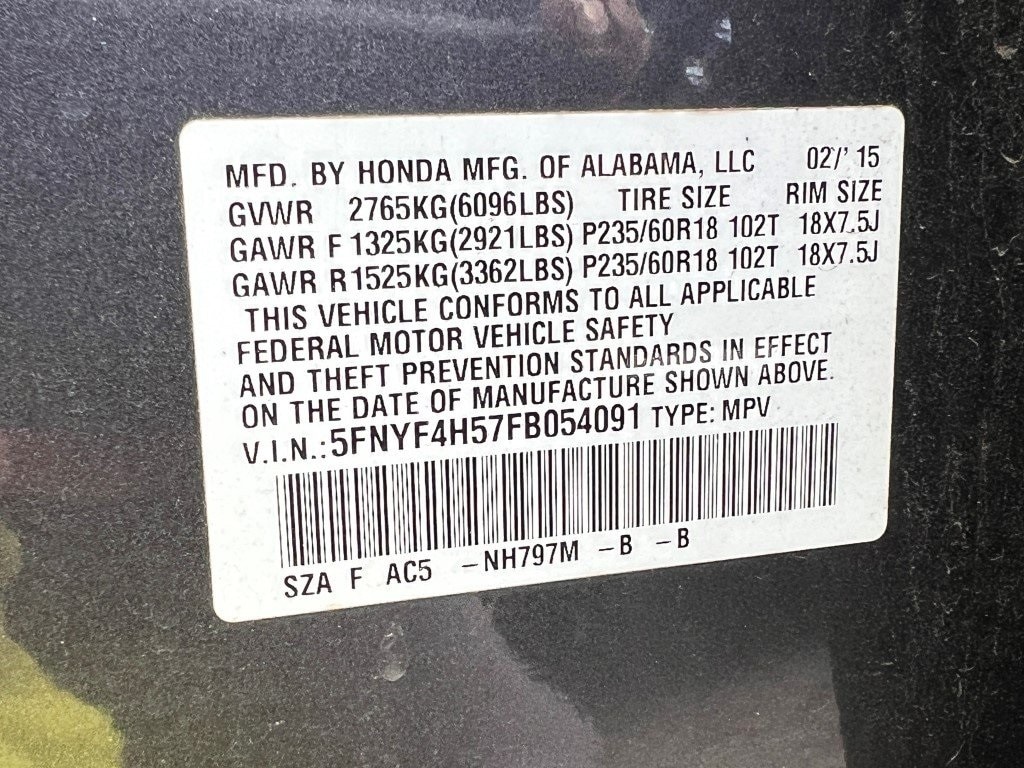 MFD. BY HONDA MFG. OF ALABAMA, LLC 02/' 15
GVWR 2765KG(6096LBS) TIRE SIZE RIM SIZE
GAWR F 1325KG(2921LBS) P235/60R18 102T 18X7.5J
GAWR R1525KG(3362LBS) P235/60R18 102T 18X7.5J
THIS VEHICLE CONFORMS TO ALL APPLICABLE
FEDERAL MOTOR VEHICLE SAFETY
AND THEFT PREVENTION STANDARDS IN EFFECT
ON THE DATE OF MANUFACTURE SHOWN ABOVE.
V.I.N.: 5FNYF4H57FB054091 TYPE: MPV
SZA F AC5 -NH797M -B -B